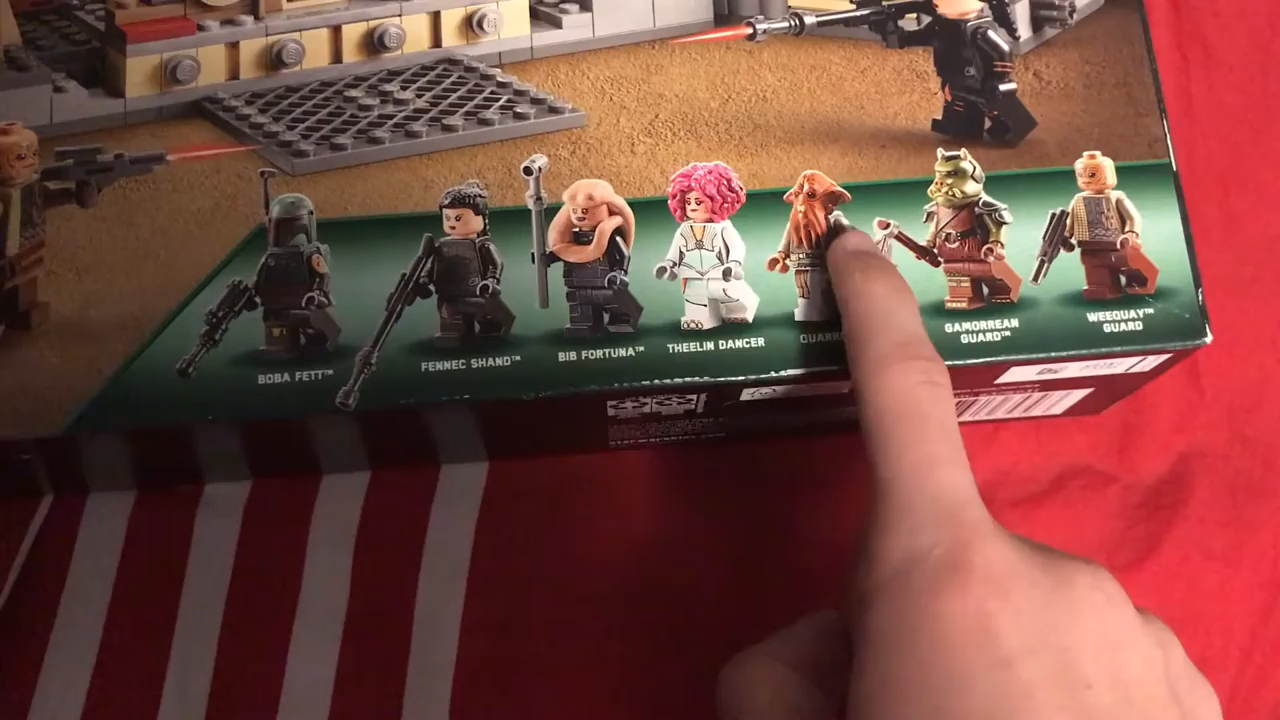 BOBA FETT™
FENNEC SHAND™
BIB FORTUNA™
THEELIN DANCER
GAMORREAN
GUARD™
WEEQUAY™
GUARD